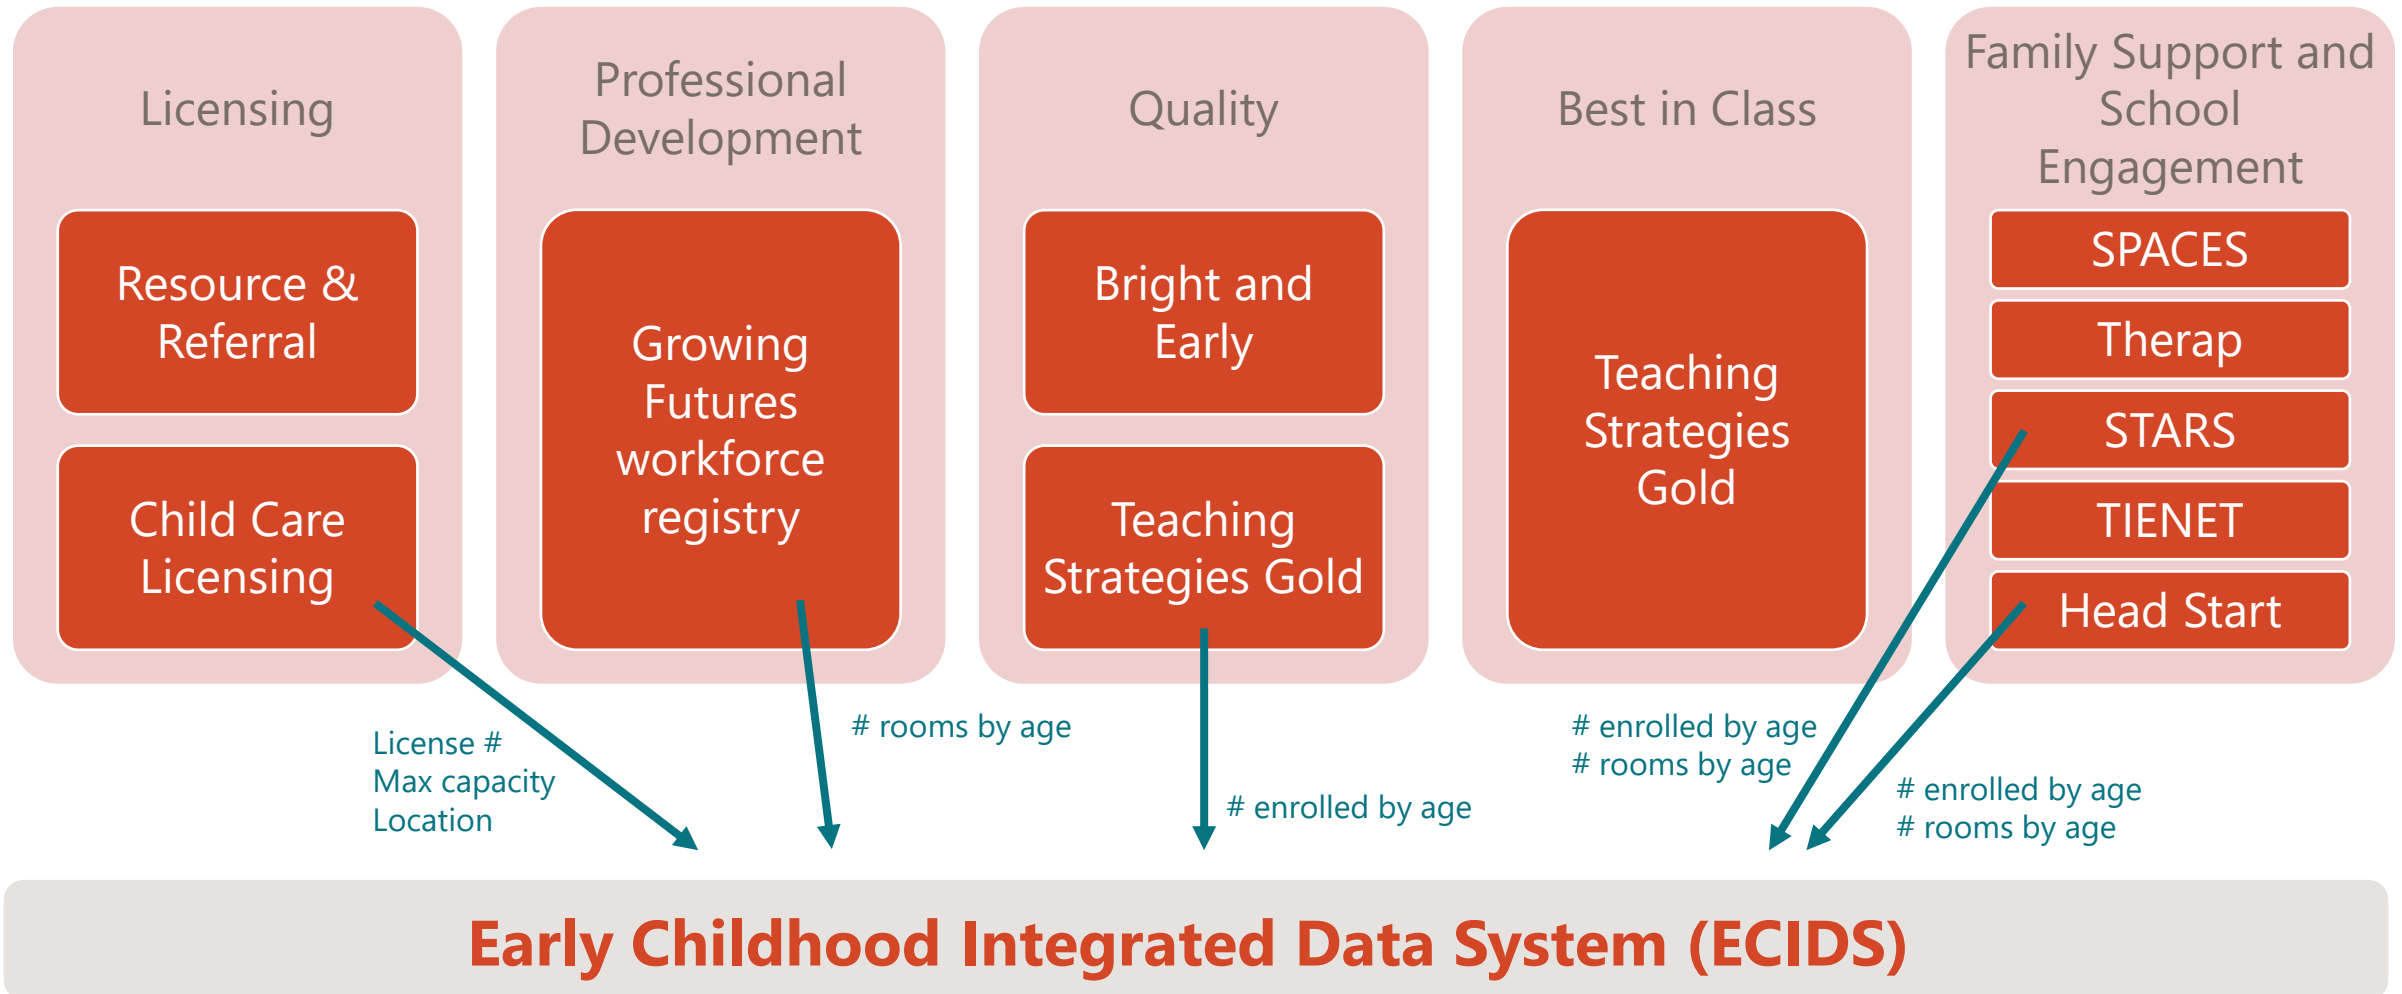 Licensing
Resource &
Referral
Child Care
Licensing
Professional
Development
Growing
Futures
workforce
registry
Quality
Bright and
Early
Teaching
Strategies Gold
Best in Class
Teaching
Strategies
Gold
Family Support and
School
Engagement
SPACES
Therap
STARS
TIENET
Head Start
License #
Max capacity
Location
# rooms by age
# enrolled by age
# enrolled by age
# rooms by age
# enrolled by age
# rooms by age
Early Childhood Integrated Data System (ECIDS)